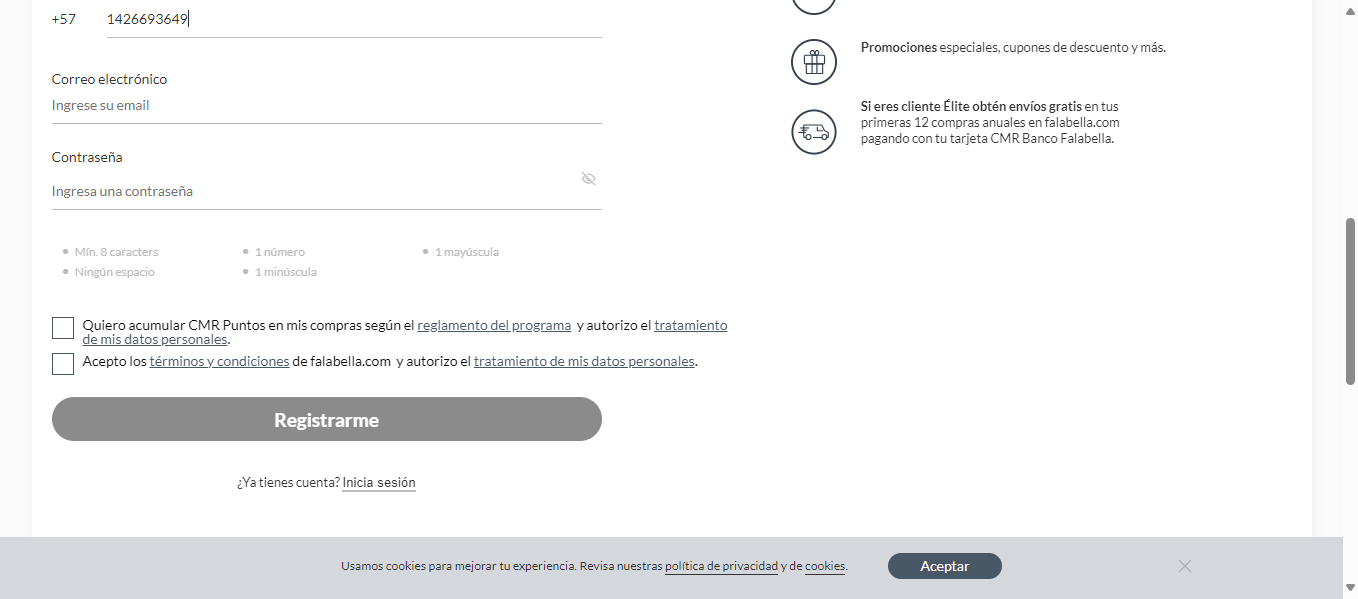 +57 1426693649
Correo electrónico
Ingrese su email
Contraseña
Ingresa una contraseña
Mín. 8 caracters
1 número
1 mayúscula
Ningún espacio
1 minúscula
Quiero acumular CMR Puntos en mis compras según el reglamento del programa y autorizo el tratamiento
de mis datos personales.
Acepto los términos y condiciones de falabella.com y autorizo el tratamiento de mis datos personales.
Registrarme
¿Ya tienes cuenta? Inicia sesión
Promociones especiales, cupones de descuento y más.
Si eres cliente Élite obtén envíos gratis en tus
primeras 12 compras anuales en falabella.com
pagando con tu tarjeta CMR Banco Falabella.
Usamos cookies para mejorar tu experiencia. Revisa nuestras política de privacidad y de cookies.
Aceptar